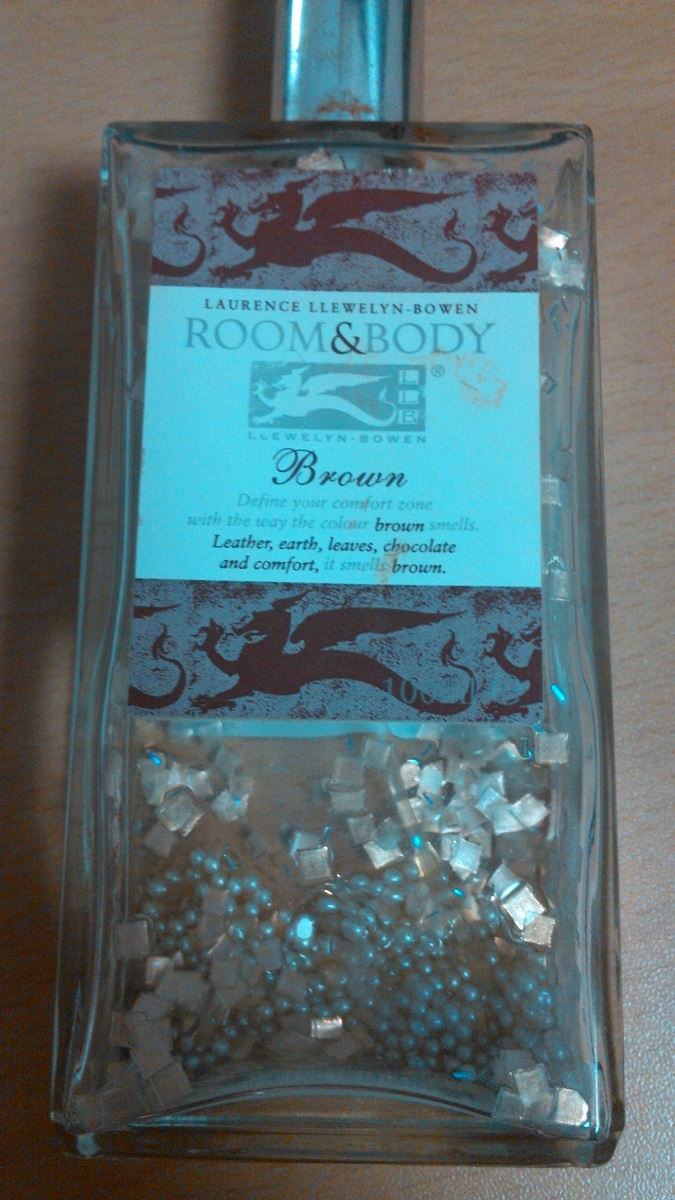 LAURENCE LLEWELYN-BOWEN
ROOM&BODY
L
L
B
®
LLEWELYN-BOWEN
Brown
Define your comfort zone
with the way the colour brown smells.
Leather, earth, leaves, chocolate
and comfort, it smells brown.